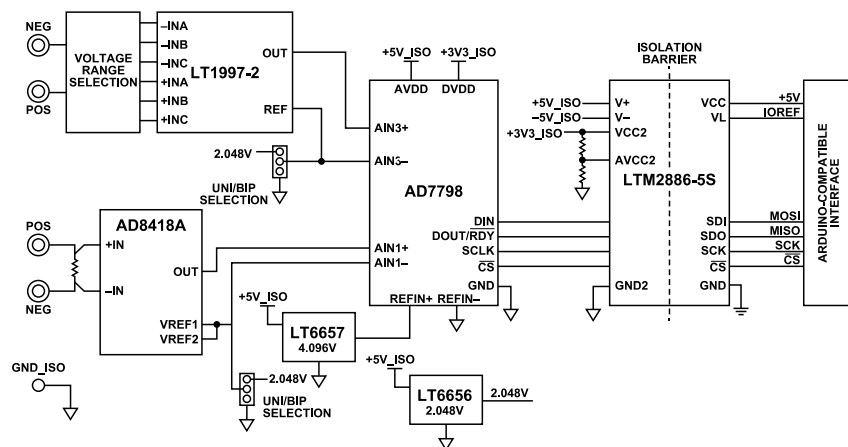 NEG
POS
VOLTAGE
RANGE
SELECTION
–INA
–INB
–INC
+INA
+INB
+INC
LT1997-2
OUT
REF
2.048V
UNI/BIP
SELECTION
POS
NEG
+IN
–IN
AD8418A
OUT
VREF1
VREF2
GND_ISO
+5V_ISO
LT6657
4.096V
2.048V
UNI/BIP
SELECTION
+5V_ISO
+3V3_ISO
AVDD
DVDD
AIN3+
AIN3–
AD7798
AIN1+
AIN1–
DIN
DOUT/RDY
SCLK
CS
GND
REFIN+
REFIN–
+5V_ISO
LT6656
2.048V
2.048V
ISOLATION
BARRIER
+5V_ISO
–5V_ISO
+3V3_ISO
V+
V–
VCC2
AVCC2
LTM2886-5S
GND2
VCC
VL
SDI
SDO
SCK
CS
GND
+5V
IOREF
MOSI
MISO
SCK
CS
ARDUINO-COMPATIBLE
INTERFACE